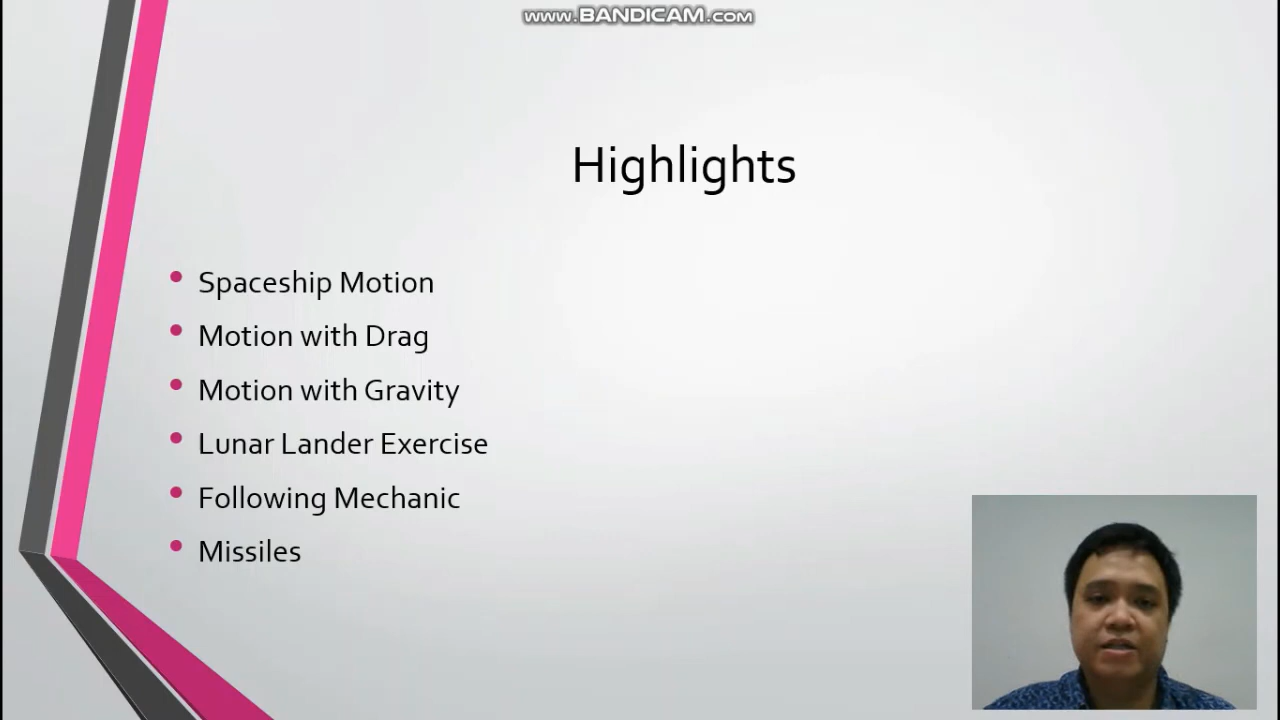 www.BANDICAM.com
Highlights
Spaceship Motion
Motion with Drag
Motion with Gravity
Lunar Lander Exercise
Following Mechanic
Missiles